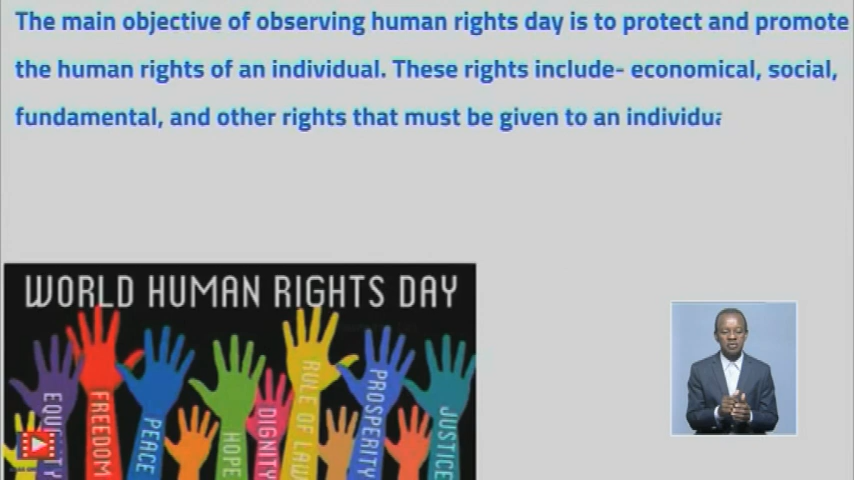 The main objective of observing human rights day is to protect and promote
the human rights of an individual. These rights include- economical, social,
fundamental, and other rights that must be given to an individua
WORLD HUMAN RIGHTS DAY
FREEDOM
PEACE
HOPE
DIGNITY
RULE OF LAW
PROSPERITY
JUSTICE